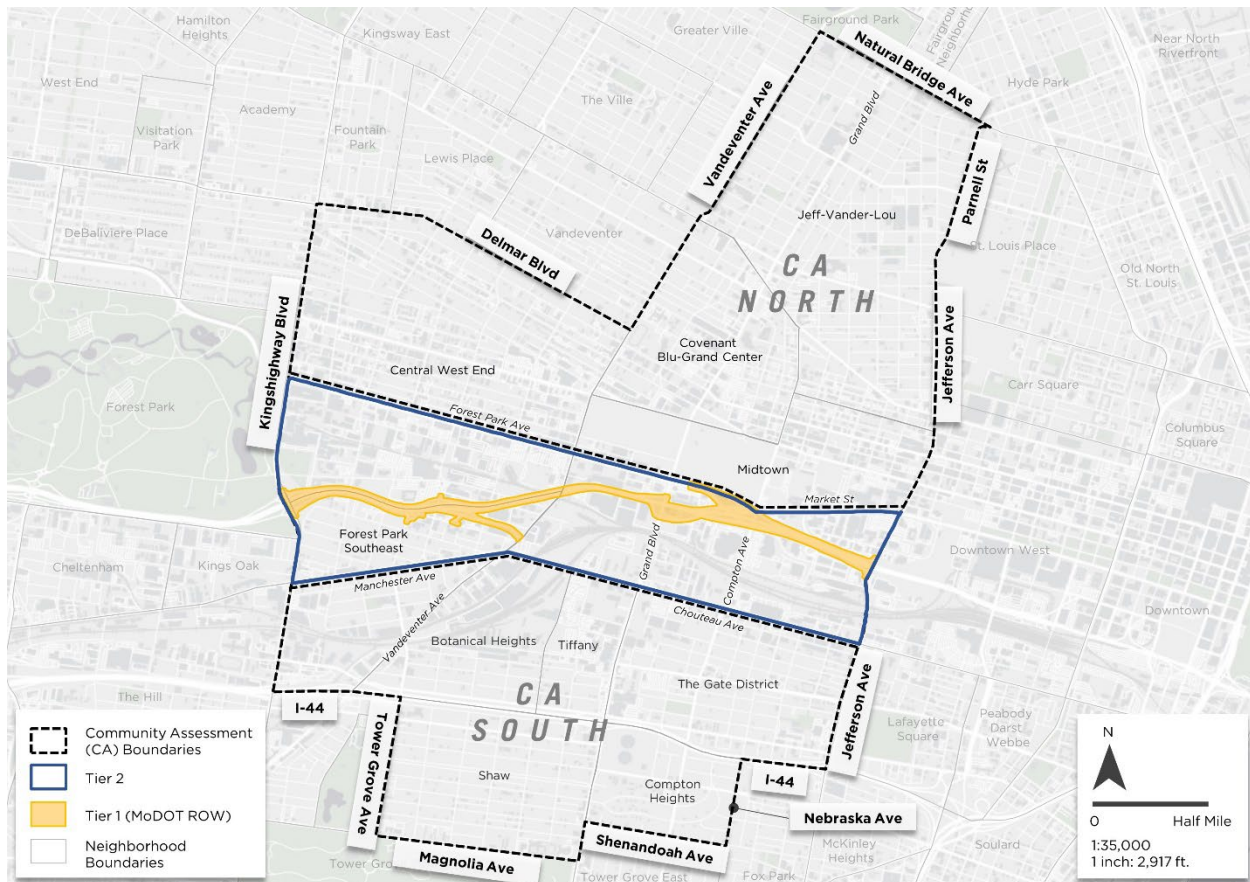 Hamilton
Heights
Kingsway East
Greater Ville
Fairground Park
Fairground
Neighborhood
Near North
Riverfront
Natural Bridge Ave
West End
Academy
The Ville
Hyde Park
Vandeventer Ave
Grand Blvd
Visitation
Park
Fountain
Park
Lewis Place
Parnell St
Jeff-Vander-Lou
DeBaliviere Place
Vandeventer
Delmar Blvd
St. Louis Place
Old North
St. Louis
CA
NORTH
Kingshighway Blvd
Covenant
Blu-Grand Center
Jefferson Ave
Central West End
Carr Square
Forest Park
Forest Park Ave
Columbus
Square
Midtown
Market St
Forest Park
Southeast
Grand Blvd
Compton Ave
Downtown West
Cheltenham
Kings Oak
Manchester Ave
Downtown
Vandeventer Ave
Chouteau Ave
Botanical Heights
Tiffany
The Gate District
The Hill
I-44
CA
SOUTH
Jefferson Ave
Lafayette
Square
Peabody
Darst
Webbe
Tower Grove Ave
Shaw
Compton
Heights
I-44
Nebraska Ave
Shenandoah Ave
Magnolia Ave
McKinley
Heights
Soulard
Tower Gro
Tower Grove East
Fox Park
Community Assessment
(CA) Boundaries
Tier 2
Tier 1 (MoDOT ROW)
Neighborhood
Boundaries
N
0 Half Mile
1:35,000
1 inch: 2,917 ft.